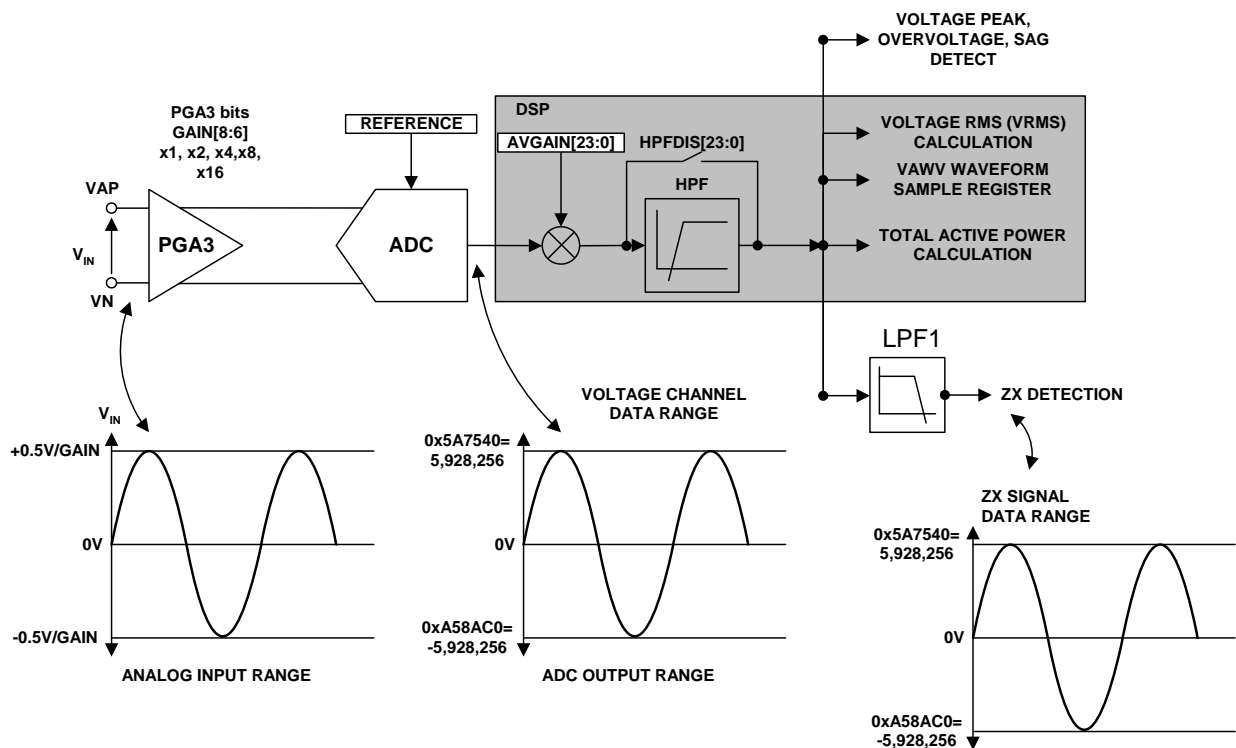 VOLTAGE PEAK,
OVERVOLTAGE, SAG
DETECT
PGA3 bits
GAIN[8:6]
x1, x2, x4,x8,
x16
REFERENCE
DSP
AVGAIN[23:0]
HPFDIS[23:0]
VOLTAGE RMS (VRMS)
CALCULATION
VAP
HPF
VAWV WAVEFORM
SAMPLE REGISTER
PGA3
ADC
TOTAL ACTIVE POWER
CALCULATION
VIN
VN
LPF1
VOLTAGE CHANNEL
DATA RANGE
ZX DETECTION
VIN
+0.5V/GAIN
0V
-0.5V/GAIN
ANALOG INPUT RANGE
0x5A7540=
5,928,256
0V
0xA58AC0=
-5,928,256
ADC OUTPUT RANGE
ZX SIGNAL
DATA RANGE
0x5A7540=
5,928,256
0V
0xA58AC0=
-5,928,256